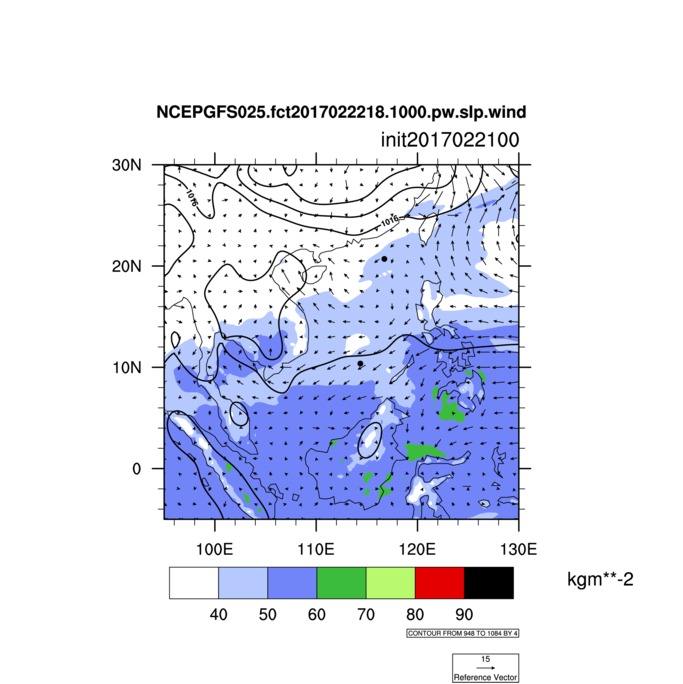 NCEPGFS025.fct2017022218.1000.pw.slp.wind
init2017022100
30N
20N
10N
0
1016
1016
100E 110E 120E 130E
kgm**-2
40 50 60 70 80 90
CONTOUR FROM 948 TO 1084 BY 4
15
Reference Vector